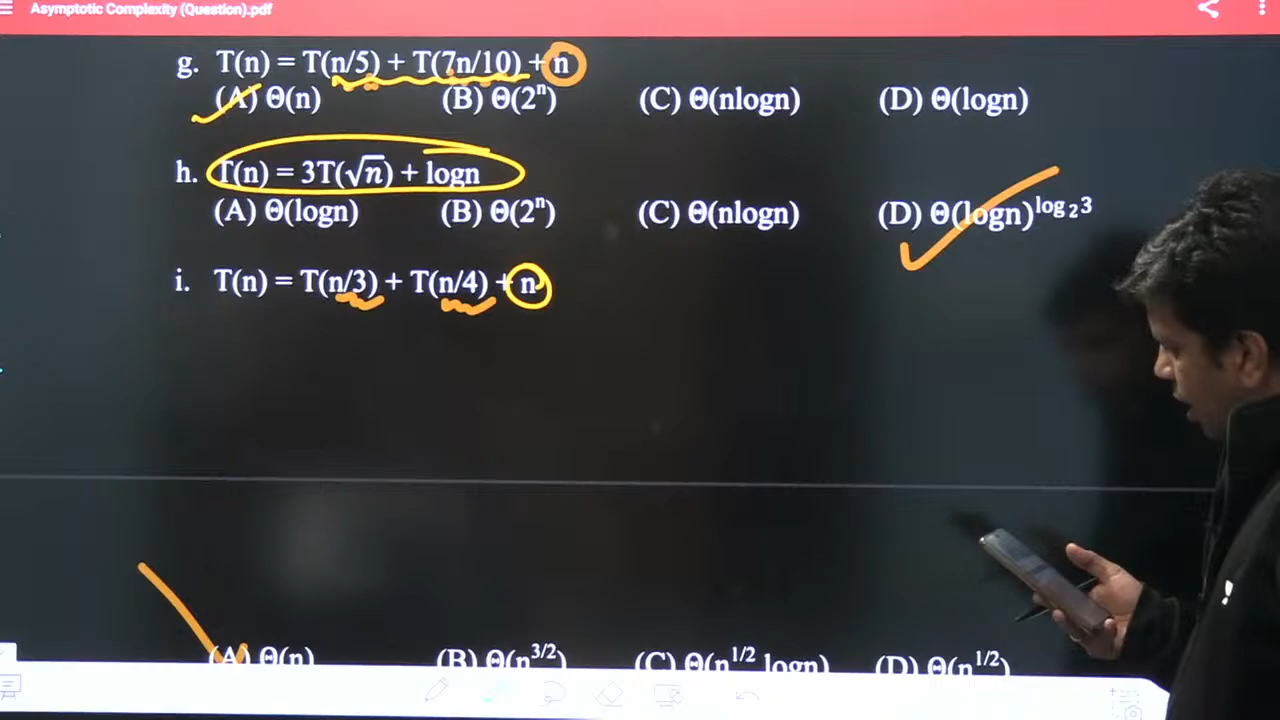 Asymptotic Complexity (Question).pdf
g. T(n) = T(n/5) + T(7n/10) + n
(A) Θ(n) (B) Θ(2ⁿ) (C) Θ(nlogn) (D) Θ(logn)
h. T(n) = 3T(√n) + logn
(A) Θ(logn) (B) Θ(2ⁿ) (C) Θ(nlogn) (D) Θ(logn)^log₂3
i. T(n) = T(n/3) + T(n/4) + n
(A) Θ(n) (B) Θ(n^3/2) (C) Θ(n^1/2 logn) (D) Θ(n^1/2)